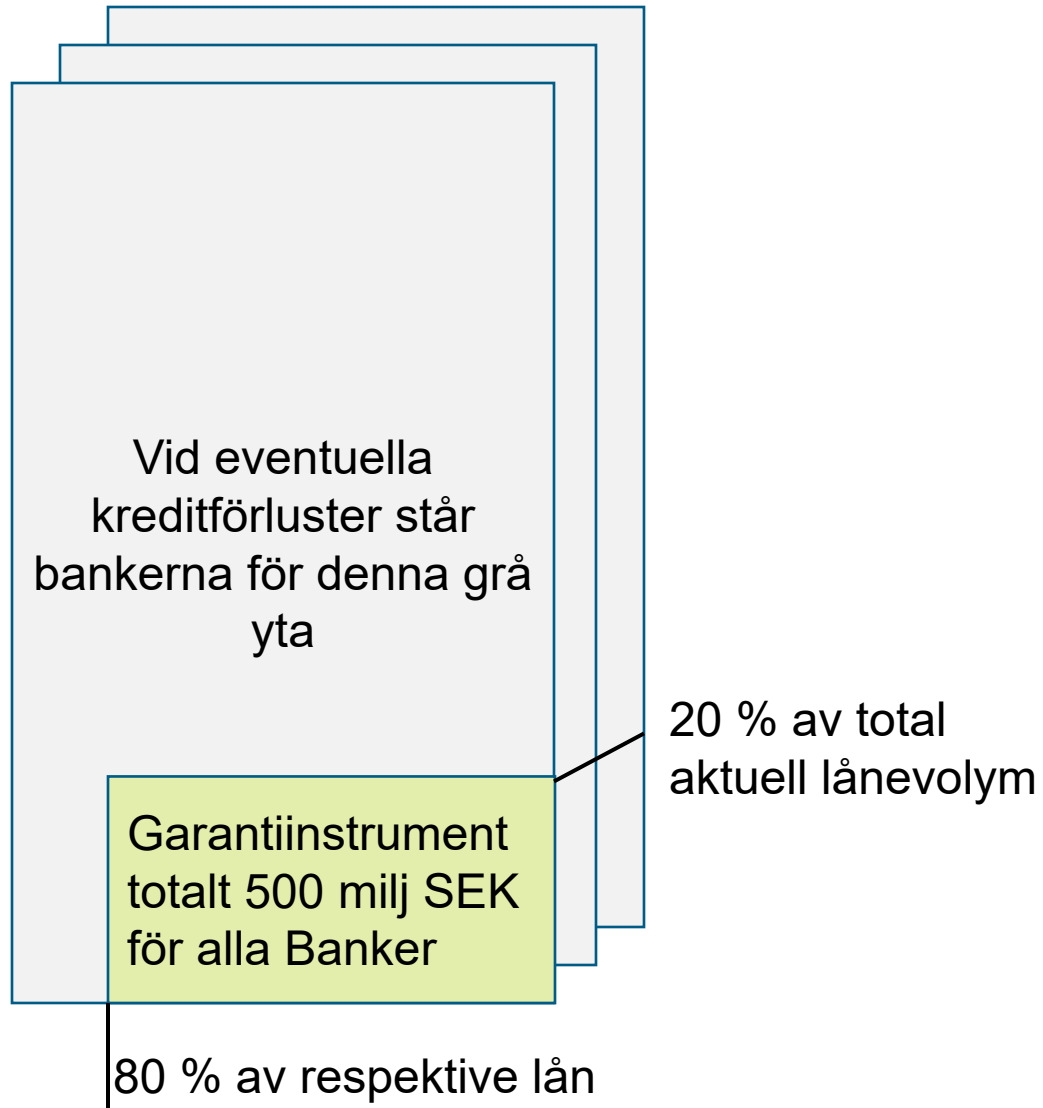 Vid eventuella
kreditförluster står
bankerna för denna grå
yta
20 % av total
aktuell lånevolym
Garantiinstrument
totalt 500 milj SEK
för alla Banker
80 % av respektive lån